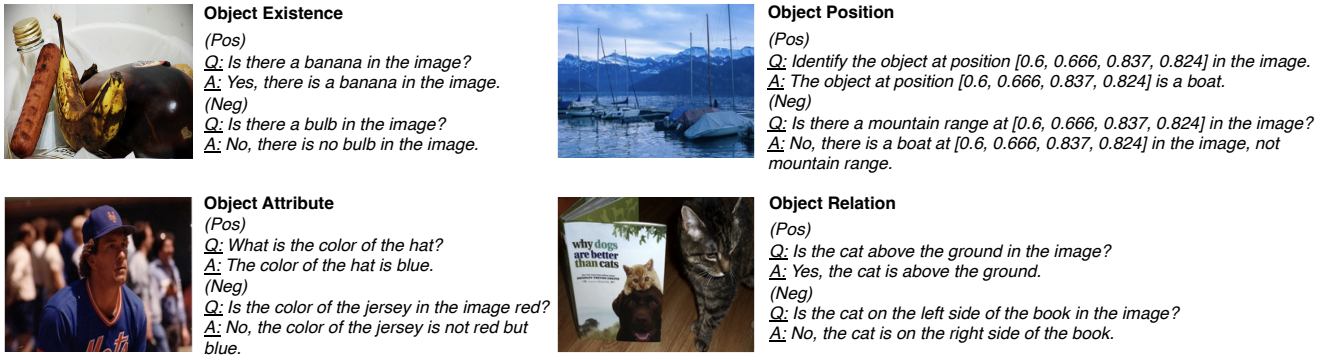 Object Existence
(Pos)
Q: Is there a banana in the image?
A: Yes, there is a banana in the image.
(Neg)
Q: Is there a bulb in the image?
A: No, there is no bulb in the image.
Object Position
(Pos)
Q: Identify the object at position [0.6, 0.666, 0.837, 0.824] in the image.
A: The object at position [0.6, 0.666, 0.837, 0.824] is a boat.
(Neg)
Q: Is there a mountain range at [0.6, 0.666, 0.837, 0.824] in the image?
A: No, there is a boat at [0.6, 0.666, 0.837, 0.824] in the image, not
mountain range.
Object Attribute
(Pos)
Q: What is the color of the hat?
A: The color of the hat is blue.
(Neg)
Q: Is the color of the jersey in the image red?
A: No, the color of the jersey is not red but
blue.
Mets
why dogs
are better
than cats
Object Relation
(Pos)
Q: Is the cat above the ground in the image?
A: Yes, the cat is above the ground.
(Neg)
Q: Is the cat on the left side of the book in the image?
A: No, the cat is on the right side of the book.